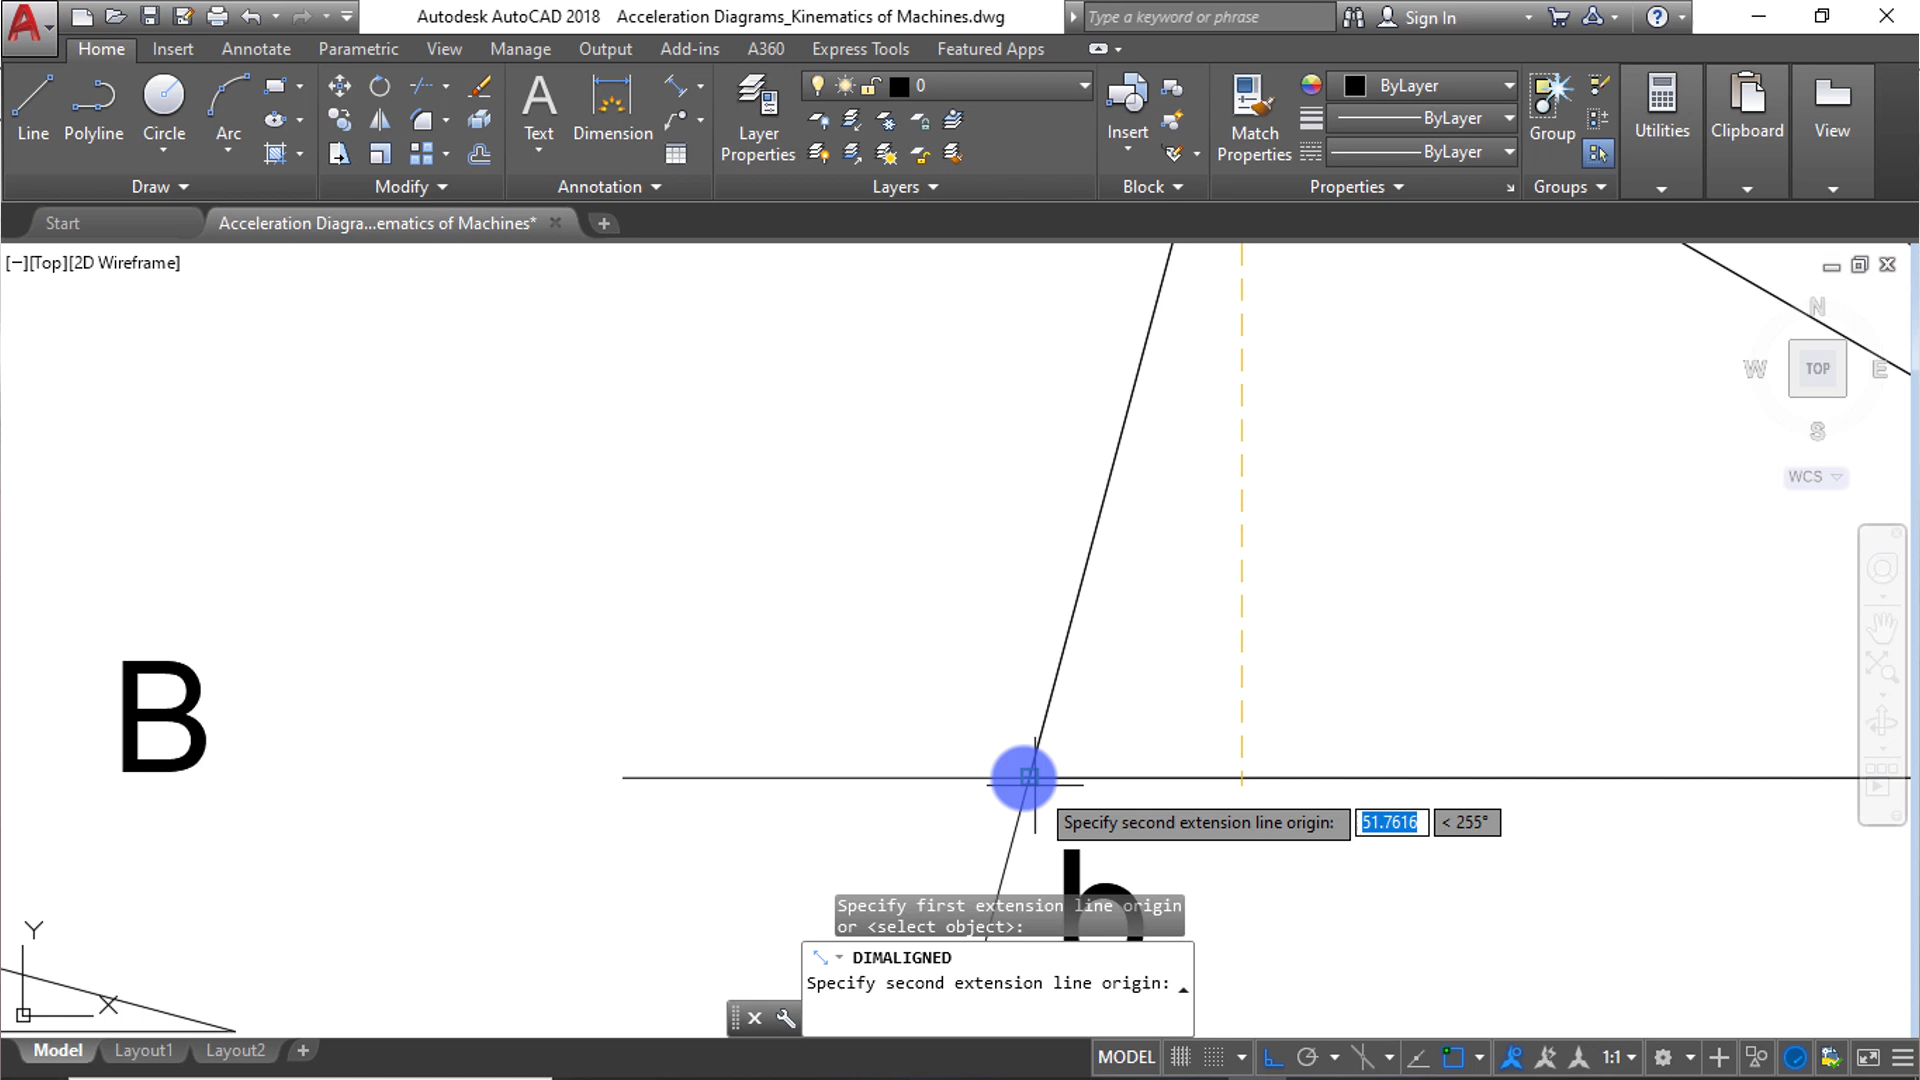 Autodesk AutoCAD 2018 Acceleration Diagrams_Kinematics of Machines.dwg
Type a keyword or phrase
Sign In
Home Insert Annotate Parametric View Manage Output Add-ins A360 Express Tools Featured Apps
0
ByLayer
ByLayer
ByLayer
Line Polyline Circle Arc
Text Dimension
Layer Properties
Insert
Match Properties
Group
Utilities
Clipboard
View
Draw Modify Annotation Layers Block Properties Groups
Start
Acceleration Diagra...ematics of Machines*
[−][Top][2D Wireframe]
N
W TOP E
S
WCS
B
Specify second extension line origin: 51.7616 < 255°
h
Specify first extension line origin
or <select object>:
DIMALIGNED
Specify second extension line origin:
Y
X
Model Layout1 Layout2
MODEL
1:1